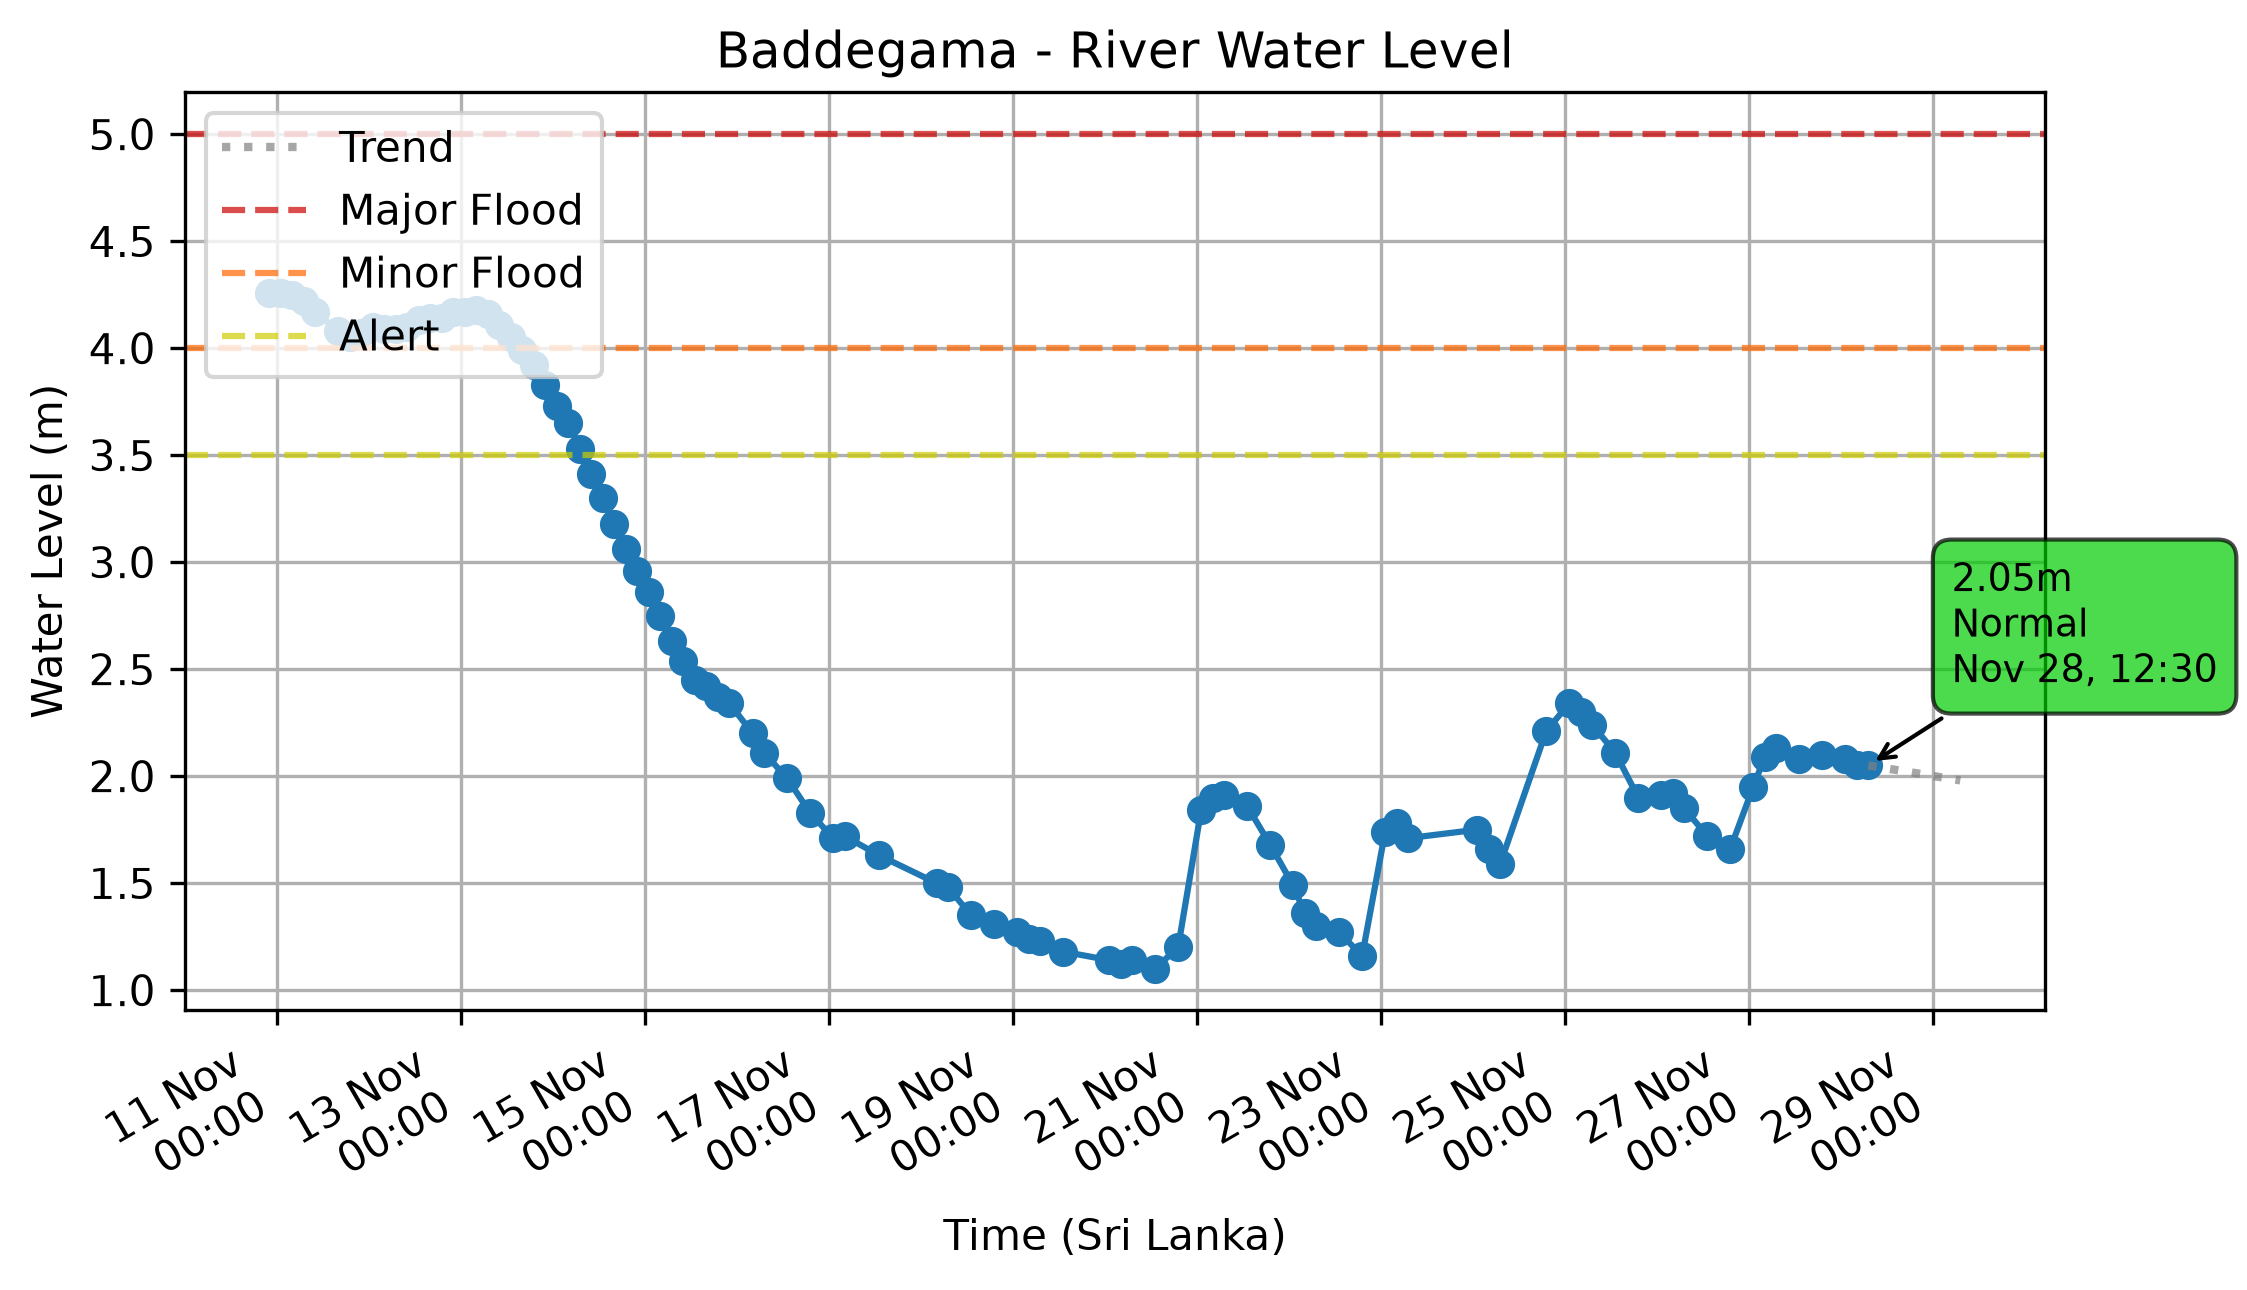 Baddegama - River Water Level
Water Level (m)
5.0
4.5
4.0
3.5
3.0
2.5
2.0
1.5
1.0
Trend
Major Flood
Minor Flood
Alert
2.05m
Normal
Nov 28, 12:30
11 Nov
00:00
13 Nov
00:00
15 Nov
00:00
17 Nov
00:00
19 Nov
00:00
21 Nov
00:00
23 Nov
00:00
25 Nov
00:00
27 Nov
00:00
29 Nov
00:00
Time (Sri Lanka)